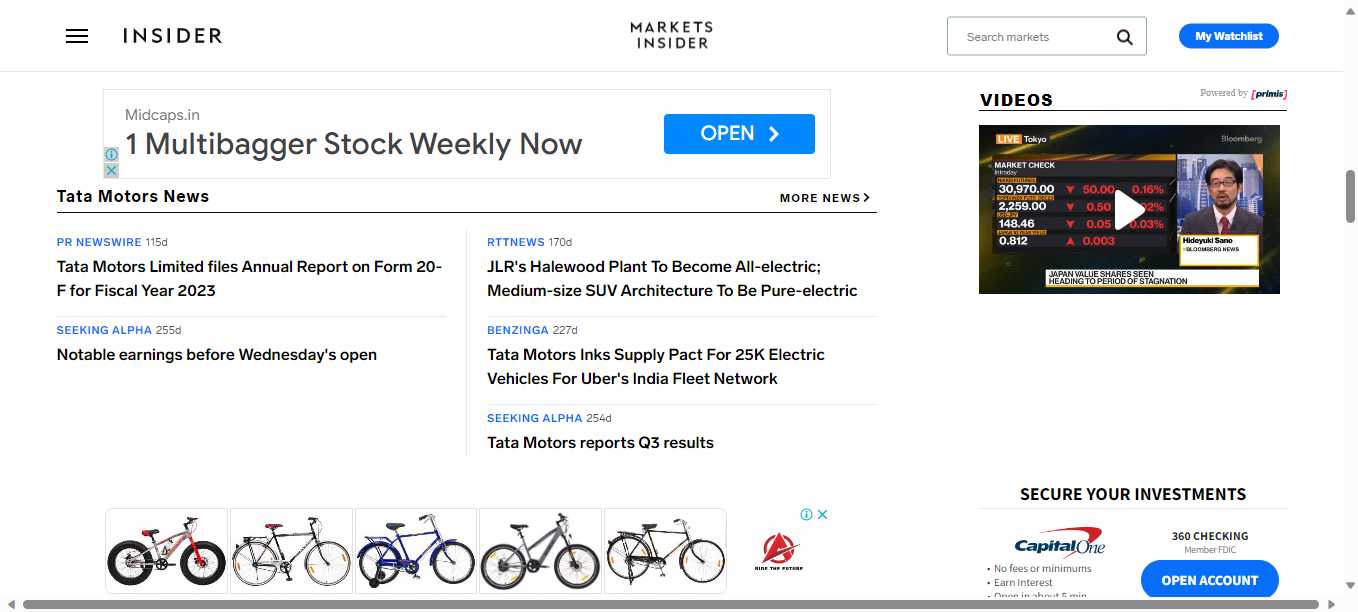 INSIDER
MARKETS
INSIDER
Search markets
My Watchlist
Midcaps.in
1 Multibagger Stock Weekly Now
OPEN
Tata Motors News
MORE NEWS
PR NEWSWIRE 115d
Tata Motors Limited files Annual Report on Form 20-
F for Fiscal Year 2023
SEEKING ALPHA 255d
Notable earnings before Wednesday's open
RTTNEWS 170d
JLR's Halewood Plant To Become All-electric;
Medium-size SUV Architecture To Be Pure-electric
BENZINGA 227d
Tata Motors Inks Supply Pact For 25K Electric
Vehicles For Uber's India Fleet Network
SEEKING ALPHA 254d
Tata Motors reports Q3 results
VIDEOS
Powered by [primis]
LIVE Tokyo
Bloomberg
MARKET CHECK
Intraday
30,970.00 50.00 0.16%
2,259.00 0.50
148.46 0.05 0.03%
0.812 0.003
Hideyuki Sano
BLOOMBERG NEWS
JAPAN VALUE SHARES SEEN
HEADING TO PERIOD OF STAGNATION
RIDE THE FUTURE
SECURE YOUR INVESTMENTS
Capital One
360 CHECKING
Member FDIC
• No fees or minimums
• Earn Interest
• Open in about 5 min
OPEN ACCOUNT